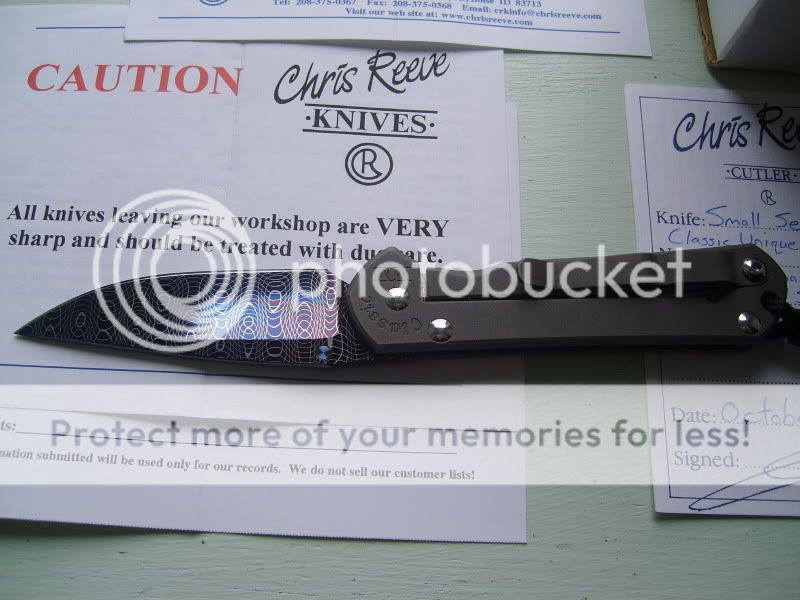 Tel: 208-375-0367 Fax: 208-375-0368 Email: crkinfo@chrisreeve.com
Visit our web site at: www.chrisreeve.com
CAUTION
Chris Reeve
·KNIVES·
®
All knives leaving our workshop are VERY
sharp and should be treated with due care.
Classic
Chris Reeve
·CUTLER·
®
Knife: Small
Classic Unique
Date:
Signed:
submitted will be used only for our records. We do not sell our customer lists!
photobucket
Protect more of your memories for less!